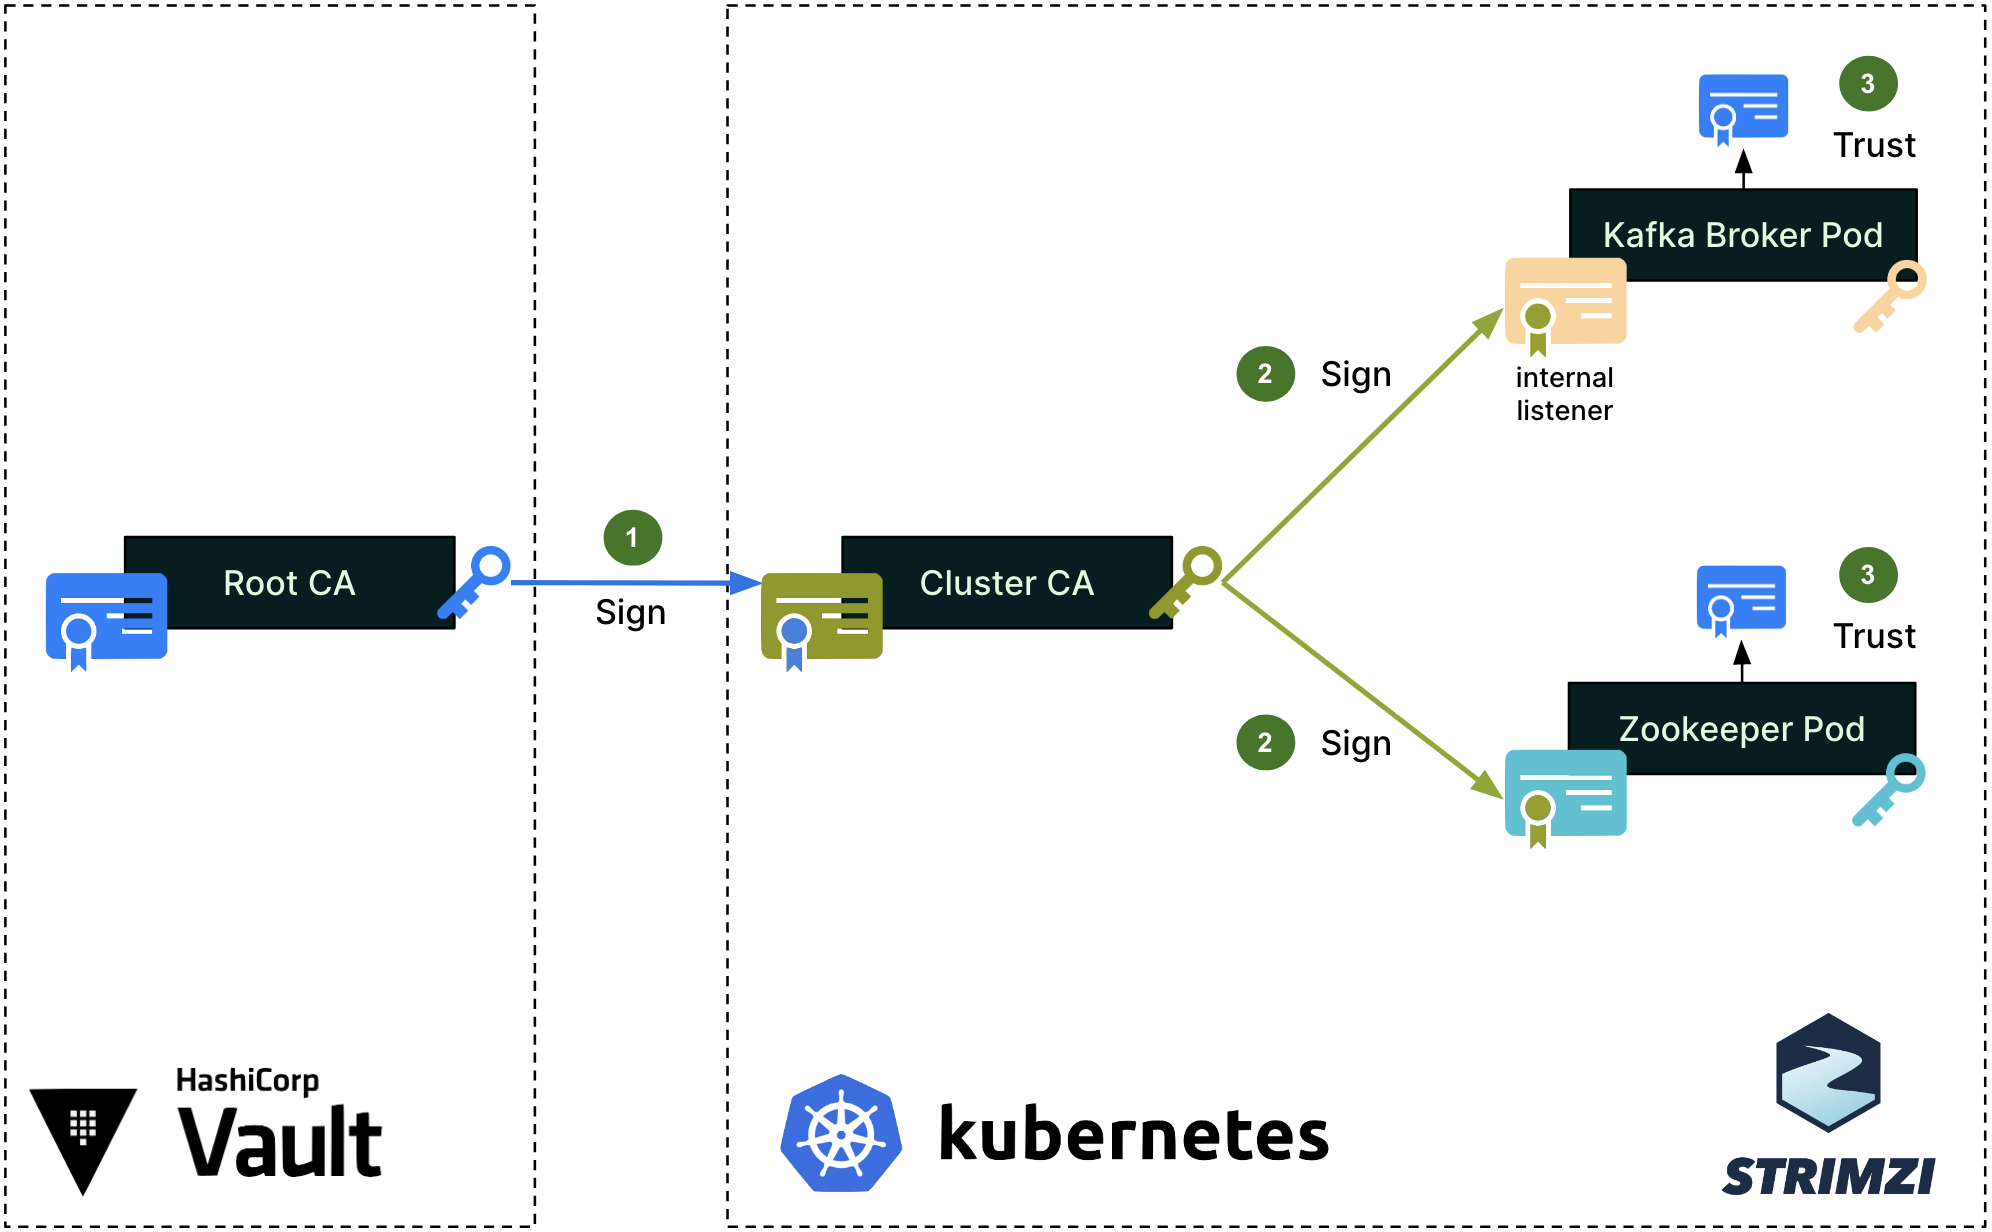 3
Trust
Kafka Broker Pod
2
Sign
internal
listener
1
Root CA
Sign
Cluster CA
3
Trust
2
Sign
Zookeeper Pod
HashiCorp
Vault
kubernetes
STRIMZI